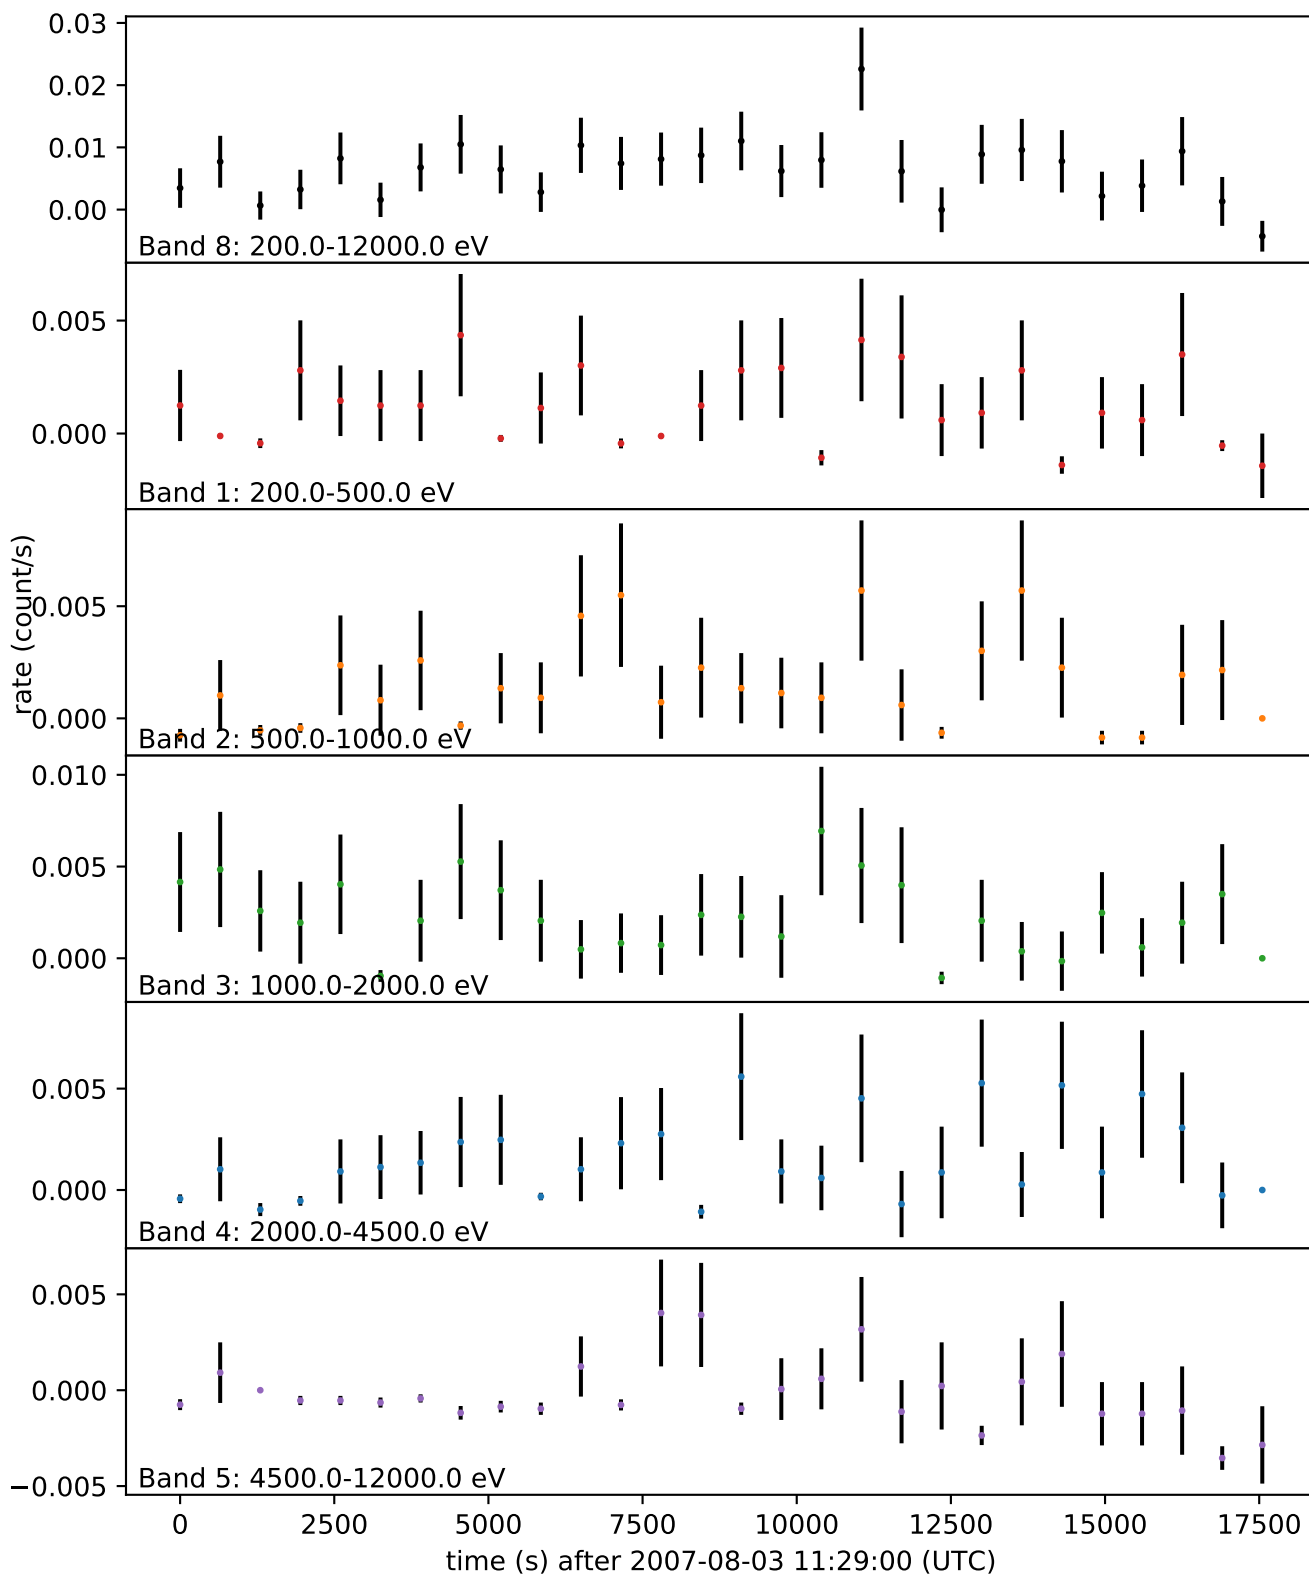 0.03
0.02
0.01
0.00
Band 8: 200.0-12000.0 eV
0.005
0.000
Band 1: 200.0-500.0 eV
rate (count/s)
0.005
0.000
Band 2: 500.0-1000.0 eV
0.010
0.005
0.000
Band 3: 1000.0-2000.0 eV
0.005
0.000
Band 4: 2000.0-4500.0 eV
0.005
0.000
−0.005
Band 5: 4500.0-12000.0 eV
0 2500 5000 7500 10000 12500 15000 17500
time (s) after 2007-08-03 11:29:00 (UTC)